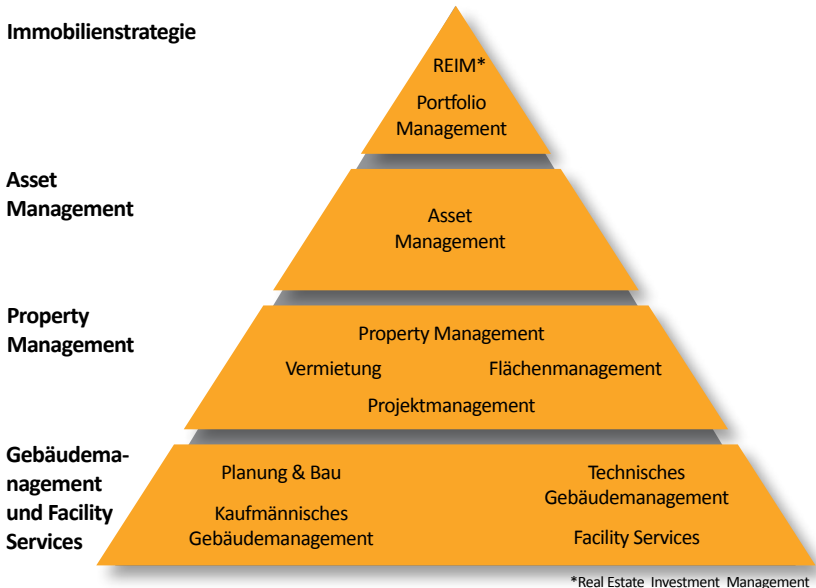 Immobilienstrategie
REIM*
Portfolio
Management
Asset
Management
Asset
Management
Property
Management
Property Management
Vermietung
Flächenmanagement
Projektmanagement
Gebäudema-
nagement
und Facility
Services
Planung & Bau
Kaufmännisches
Gebäudemanagement
Technisches
Gebäudemanagement
Facility Services
*Real Estate Investment Management